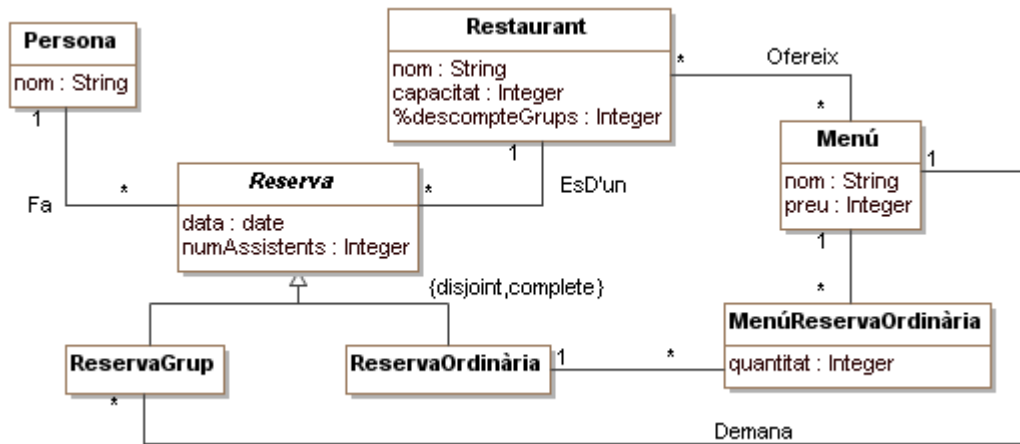 Persona
nom : String
1
Fa
*
Restaurant
nom : String
capacitat : Integer
%descompteGrups : Integer
1
*
Ofereix
*
Menú
nom : String
preu : Integer
1
1
Reserva
data : date
numAssistents : Integer
*
EsD'un
{disjoint,complete}
ReservaGrup
*
ReservaOrdinària
1
*
*
MenúReservaOrdinària
quantitat : Integer
Demana